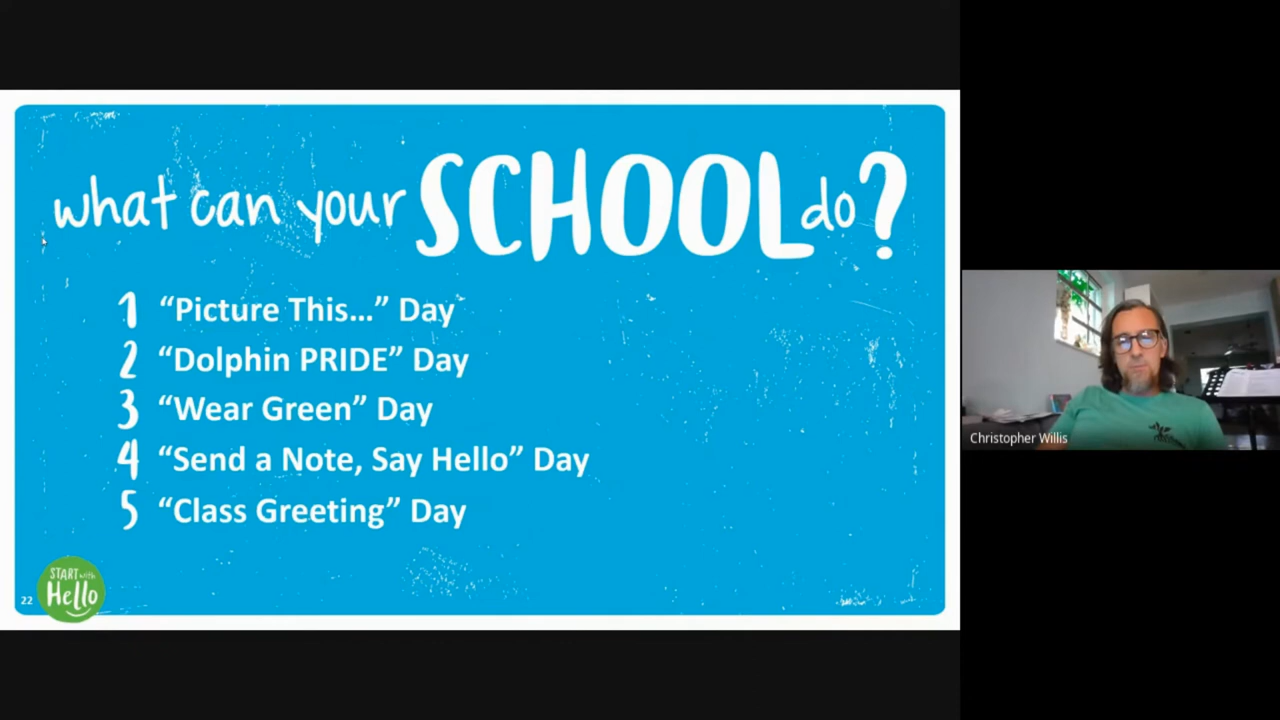 what can your SCHOOL do?
1 “Picture This...” Day
2 “Dolphin PRIDE” Day
3 “Wear Green” Day
4 “Send a Note, Say Hello” Day
5 “Class Greeting” Day
22
START with
Hello
Christopher Willis